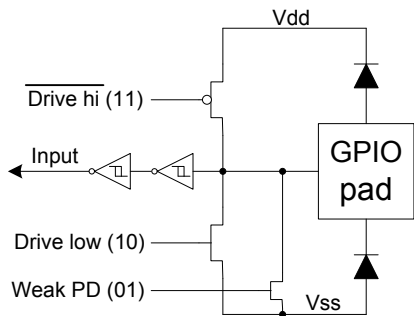 Vdd
Drive hi (11)
Input
GPIO
pad
Drive low (10)
Weak PD (01)
Vss